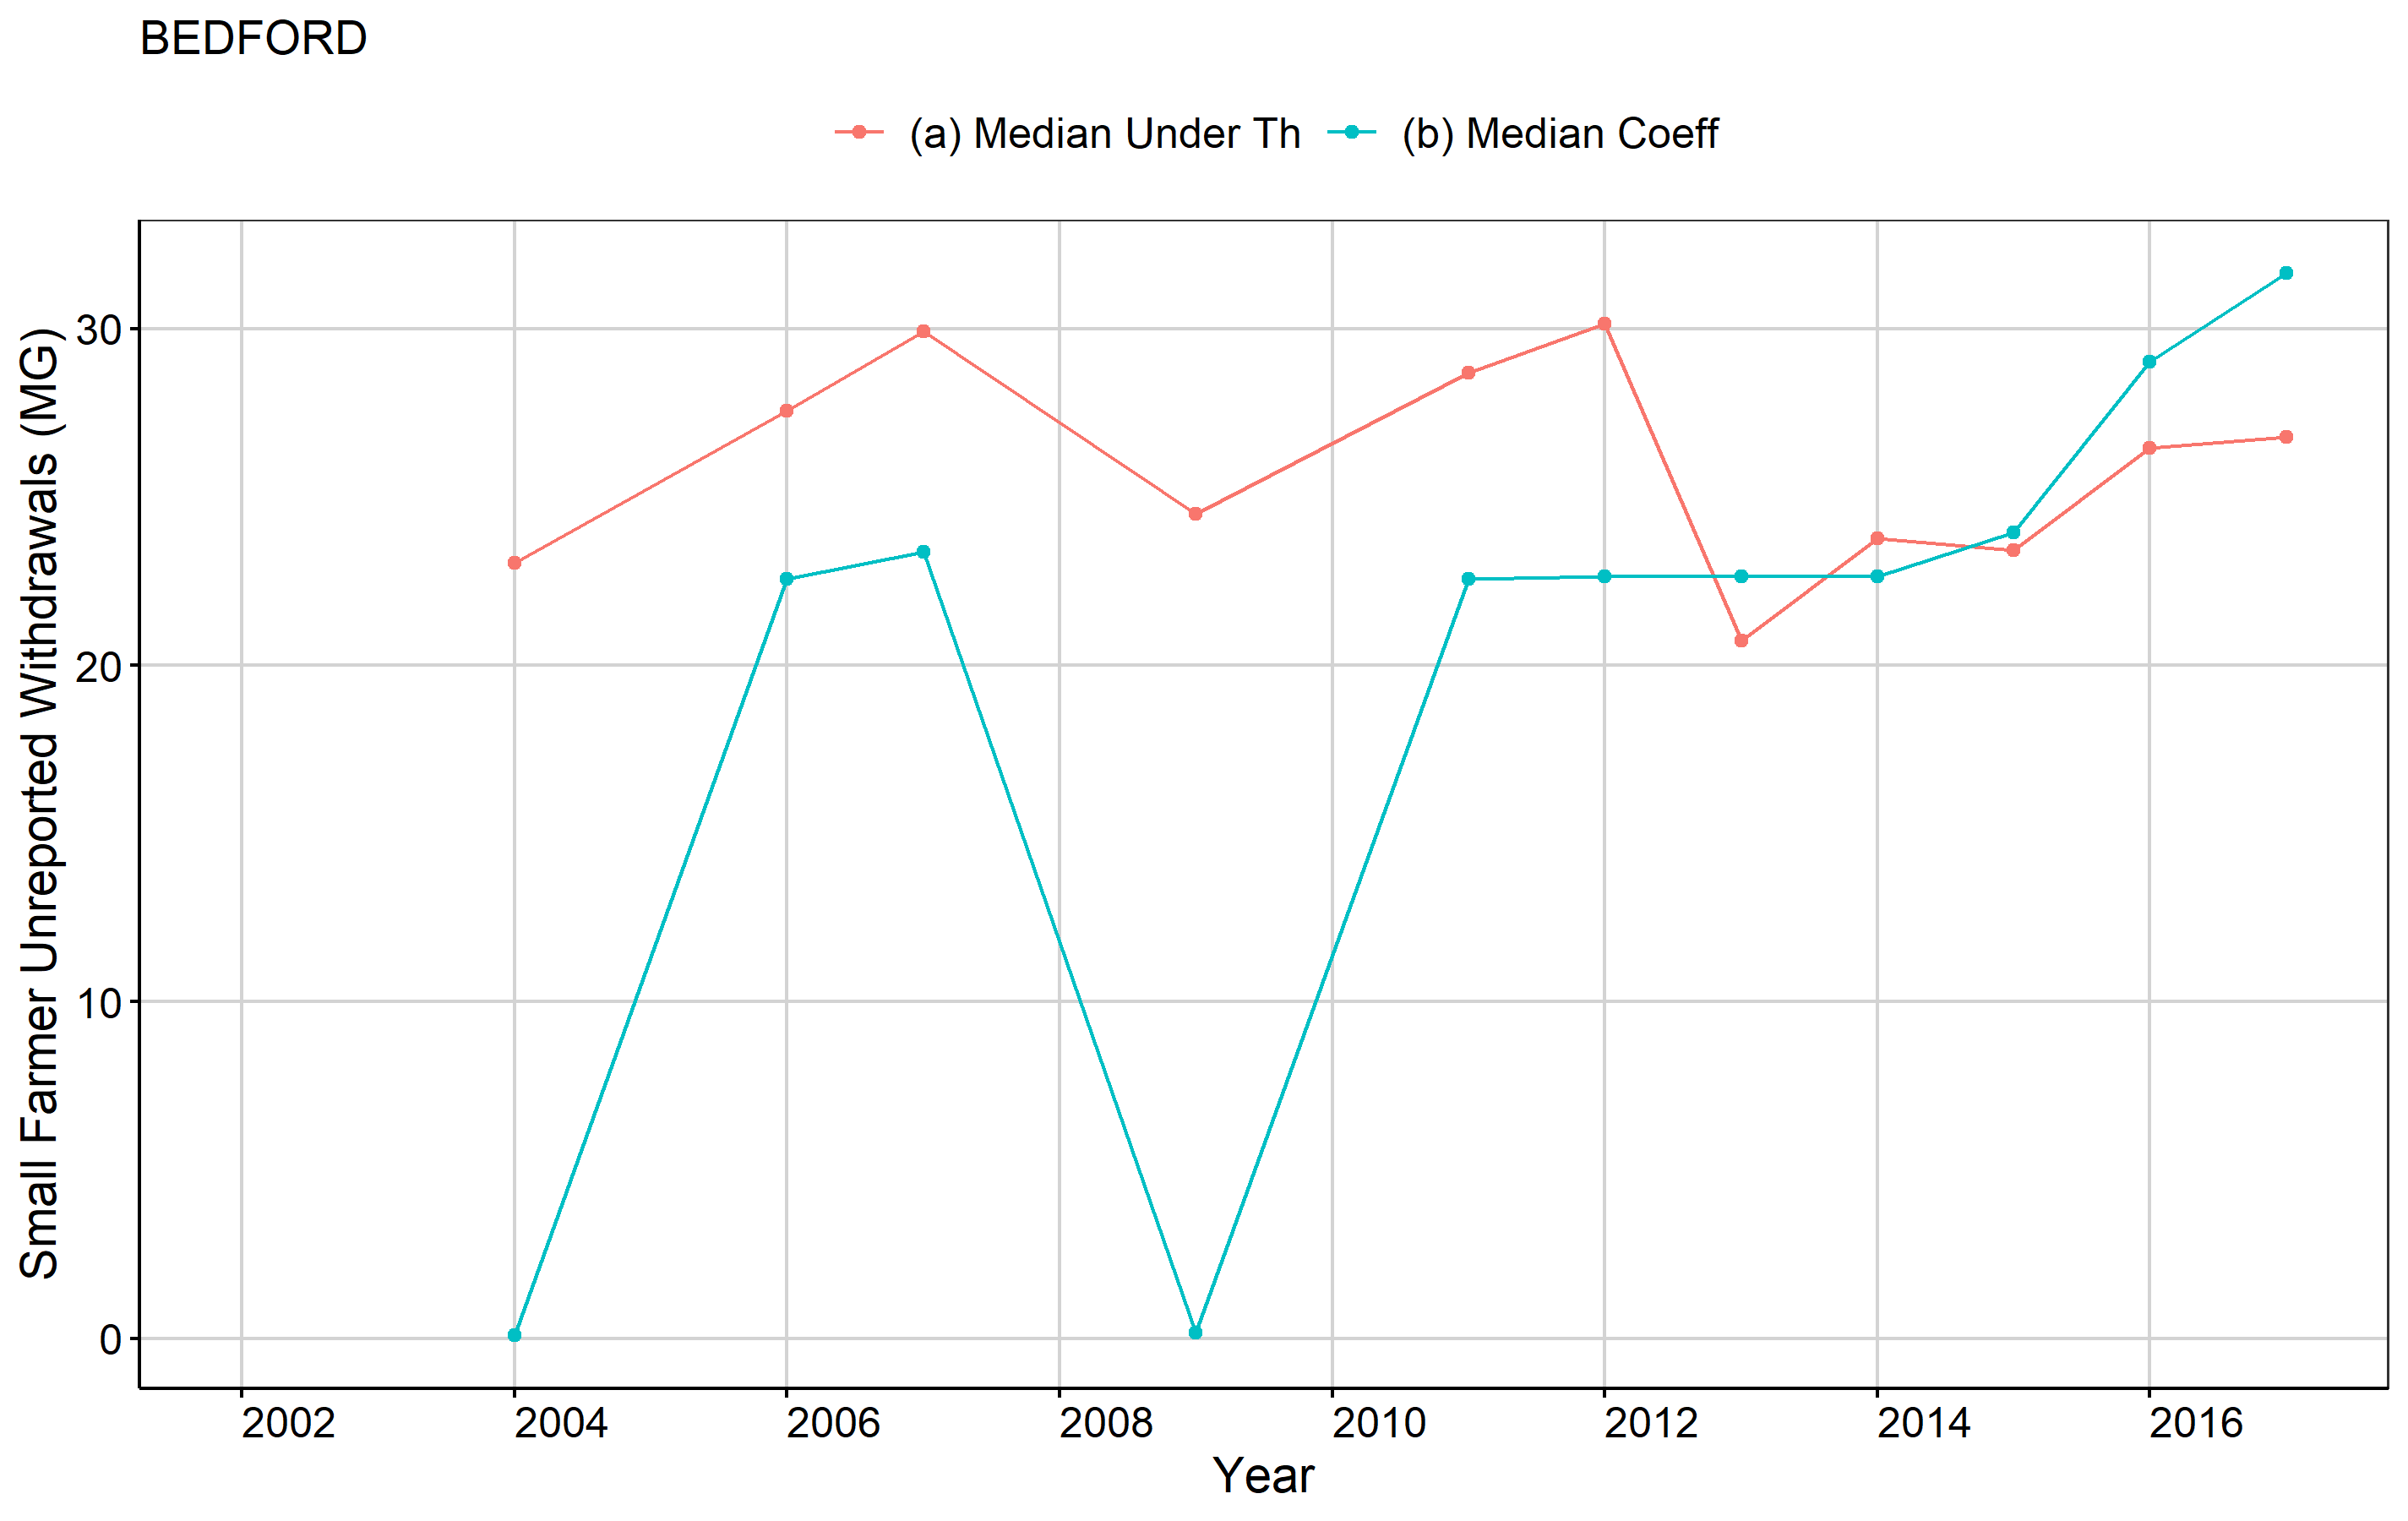 BEDFORD
(a) Median Under Th (b) Median Coeff
Small Farmer Unreported Withdrawals (MG)
30
20
10
0
2002 2004 2006 2008 2010 2012 2014 2016
Year